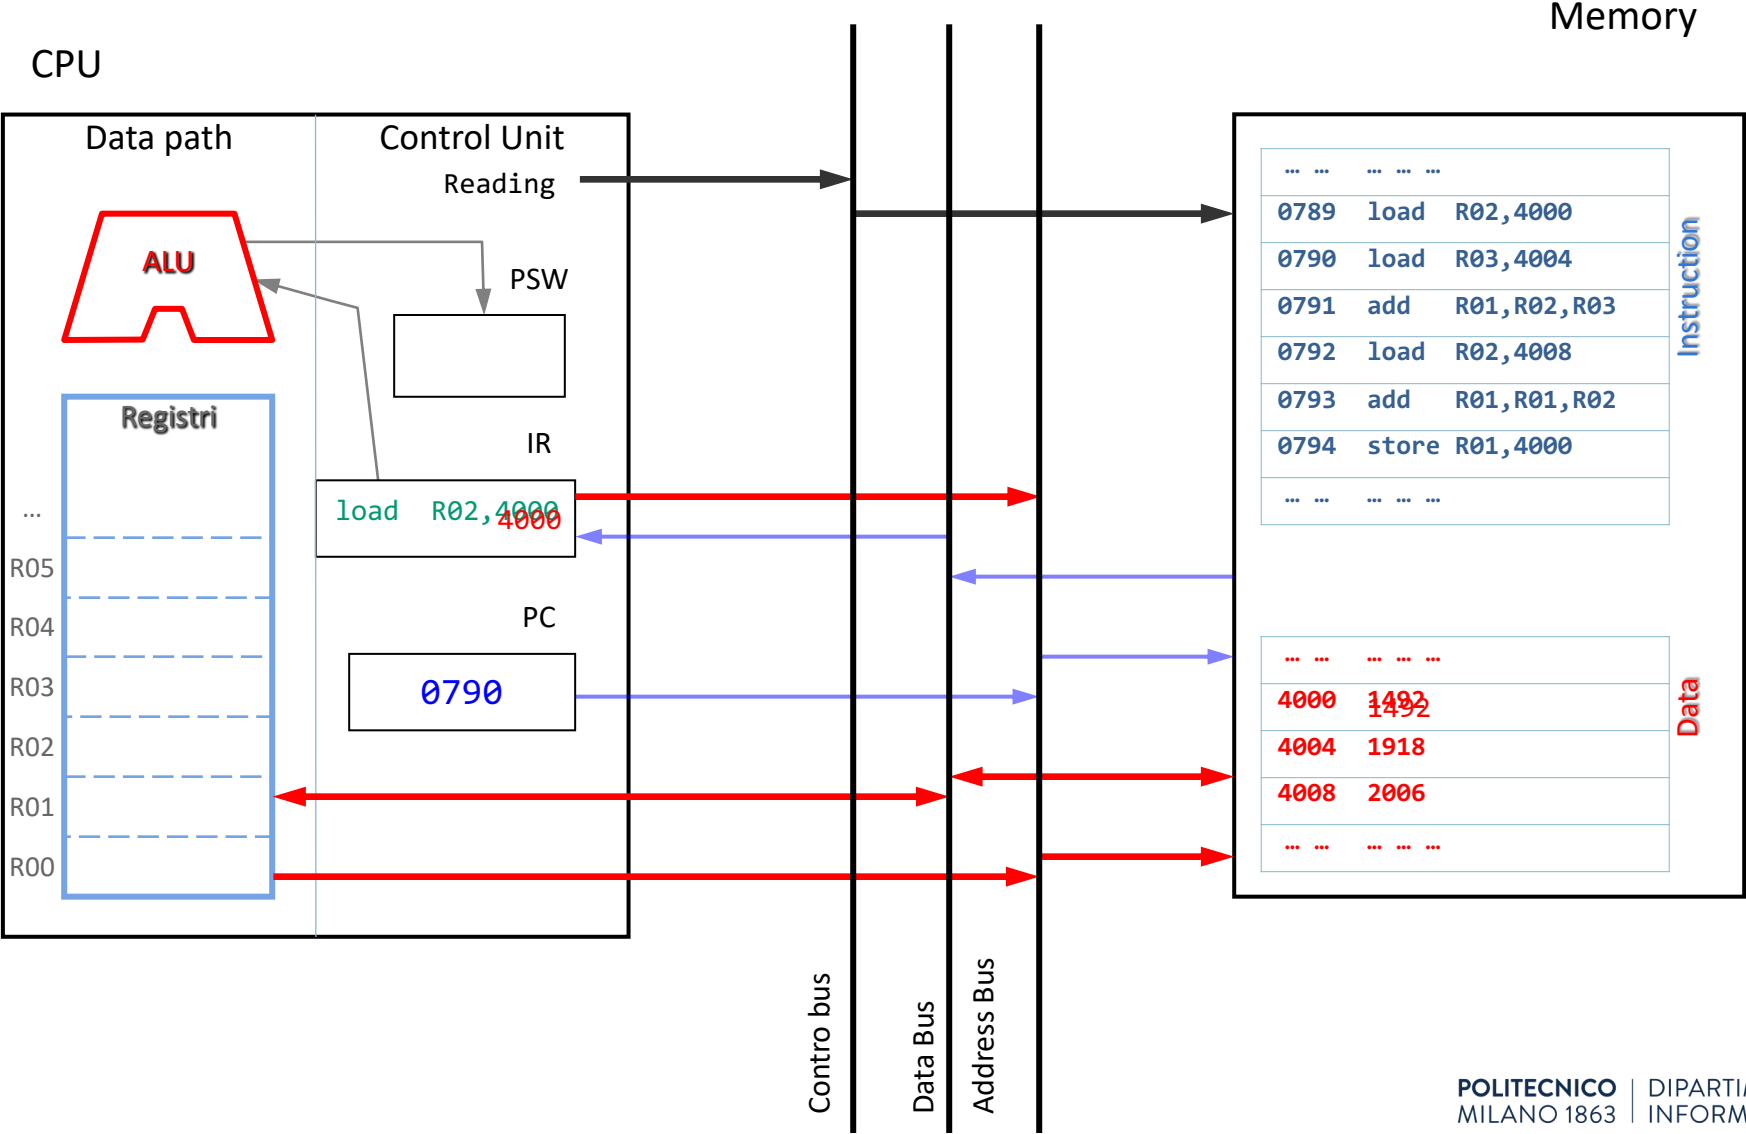 Memory
CPU
Data path
Control Unit
Reading
ALU
PSW
Registri
IR
load R02,4000
4000
PC
0790
…
R05
R04
R03
R02
R01
R00
Contro bus
Data Bus
Address Bus
… … … … …
0789 load R02,4000
0790 load R03,4004
0791 add R01,R02,R03
0792 load R02,4008
0793 add R01,R01,R02
0794 store R01,4000
… … … … …
Instruction
… … … … …
4000 1492
1492
4004 1918
4008 2006
… … … … …
Data
POLITECNICO
MILANO 1863
DIPARTI
INFORM